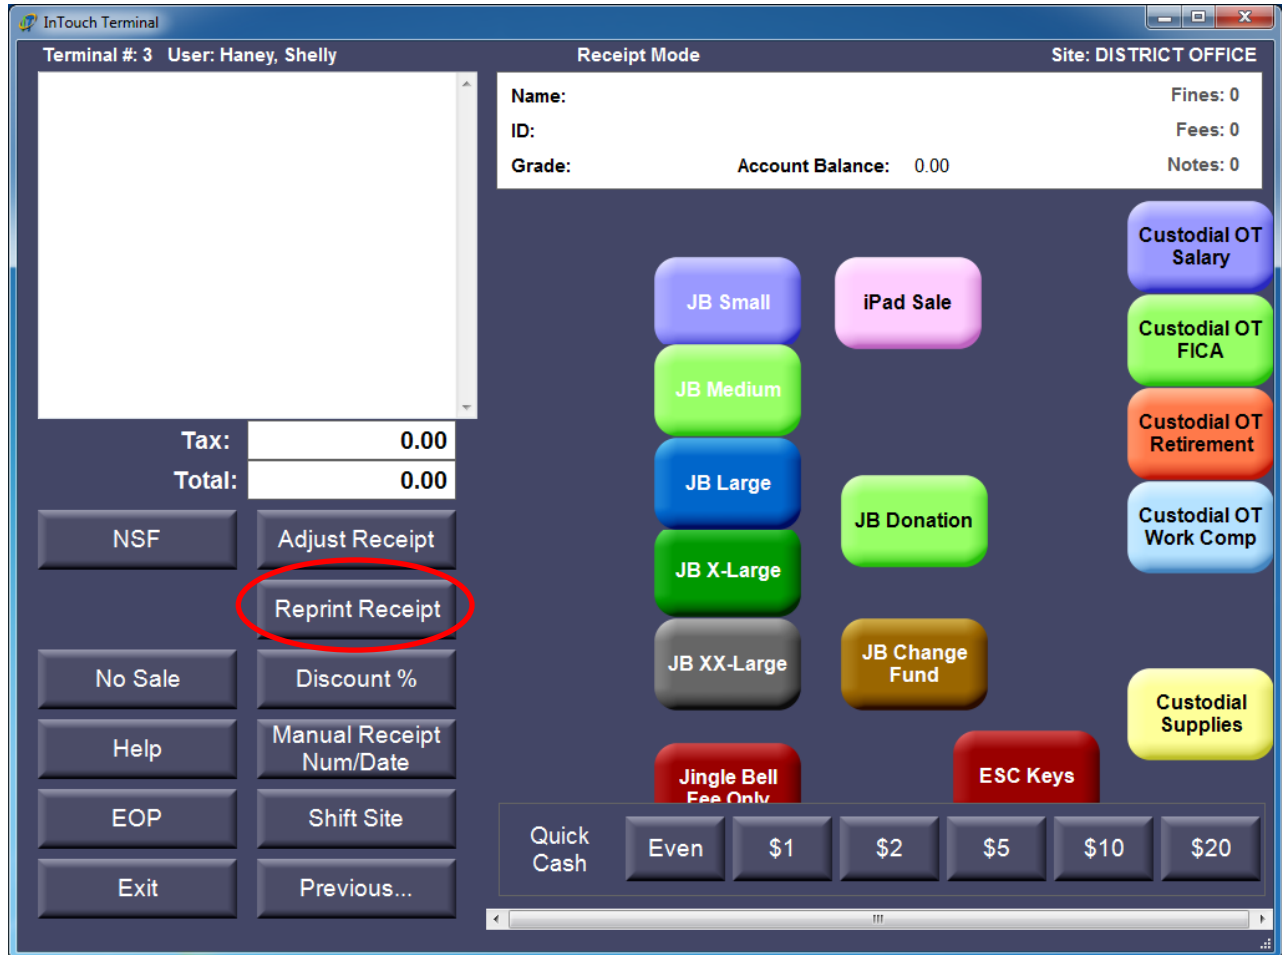 InTouch Terminal
Terminal #: 3 User: Haney, Shelly
Receipt Mode
Site: DISTRICT OFFICE
Name:
Fines: 0
ID:
Fees: 0
Grade:
Account Balance: 0.00
Notes: 0
Tax: 0.00
Total: 0.00
NSF
Adjust Receipt
Reprint Receipt
No Sale
Discount %
Help
Manual Receipt
Num/Date
EOP
Shift Site
Exit
Previous...
JB Small
JB Medium
JB Large
JB X-Large
JB XX-Large
Jingle Bell
Fee Only
iPad Sale
JB Donation
JB Change
Fund
ESC Keys
Custodial OT
Salary
Custodial OT
FICA
Custodial OT
Retirement
Custodial OT
Work Comp
Custodial
Supplies
Quick
Cash
Even
$1
$2
$5
$10
$20